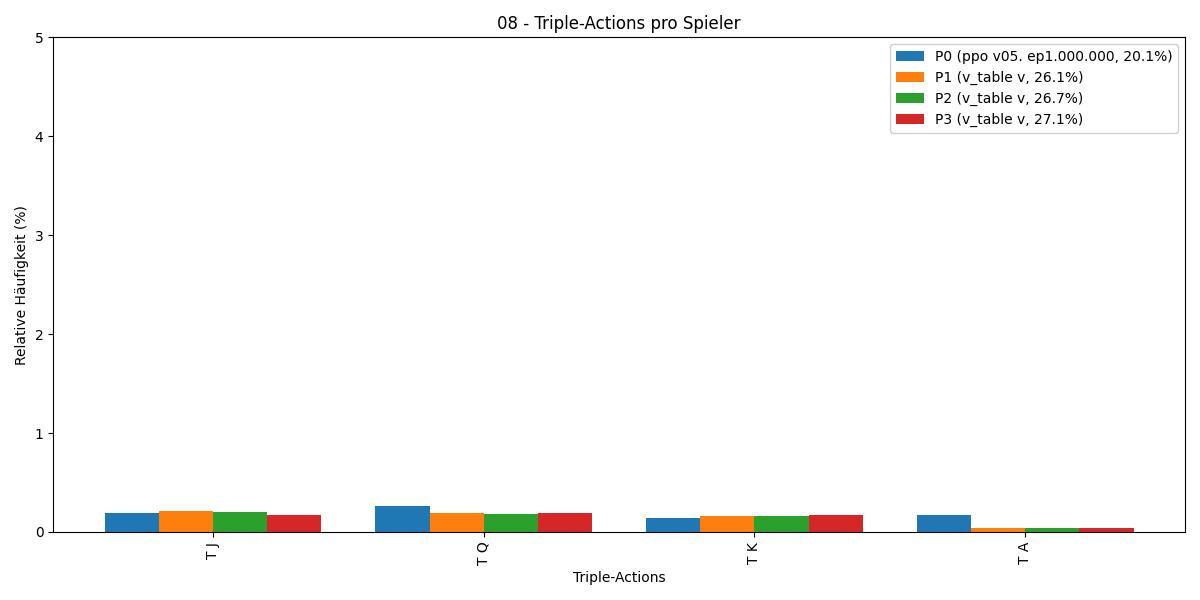 08 - Triple-Actions pro Spieler
P0 (ppo v05. ep1.000.000, 20.1%)
P1 (v_table v, 26.1%)
P2 (v_table v, 26.7%)
P3 (v_table v, 27.1%)
Relative Häufigkeit (%)
5
4
3
2
1
0
T J
T Q
T K
T A
Triple-Actions